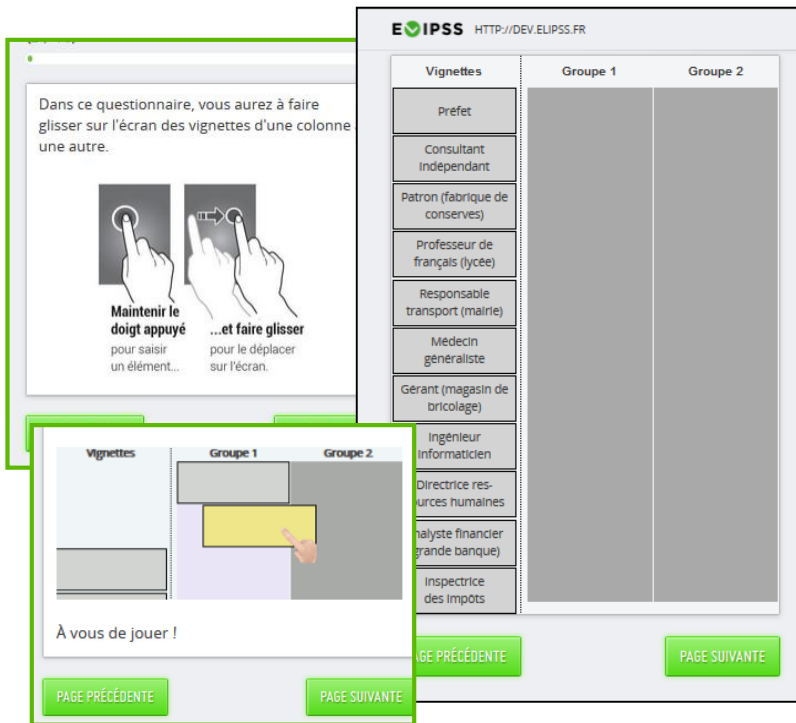 Dans ce questionnaire, vous aurez à faire
glisser sur l'écran des vignettes d'une colonne
une autre.
Maintenir le
doigt appuyé
pour saisir
un élément...
...et faire glisser
pour le déplacer
sur l'écran.
Vignettes Groupe 1 Groupe 2
À vous de jouer !
PAGE PRÉCÉDENTE PAGE SUIVANTE
ELIPSS HTTP://DEV.ELIPSS.FR
Vignettes Groupe 1 Groupe 2
Préfet
Consultant
Indépendant
Patron (fabrique de
conserves)
Professeur de
français (lycée)
Responsable
transport (mairie)
Médecin
généraliste
Gérant (magasin de
bricolage)
Ingénieur
Informaticien
Directrice res-
ources humaines
nalyste financier
grande banque)
Inspectrice
des Impôts
GE PRÉCÉDENTE PAGE SUIVANTE